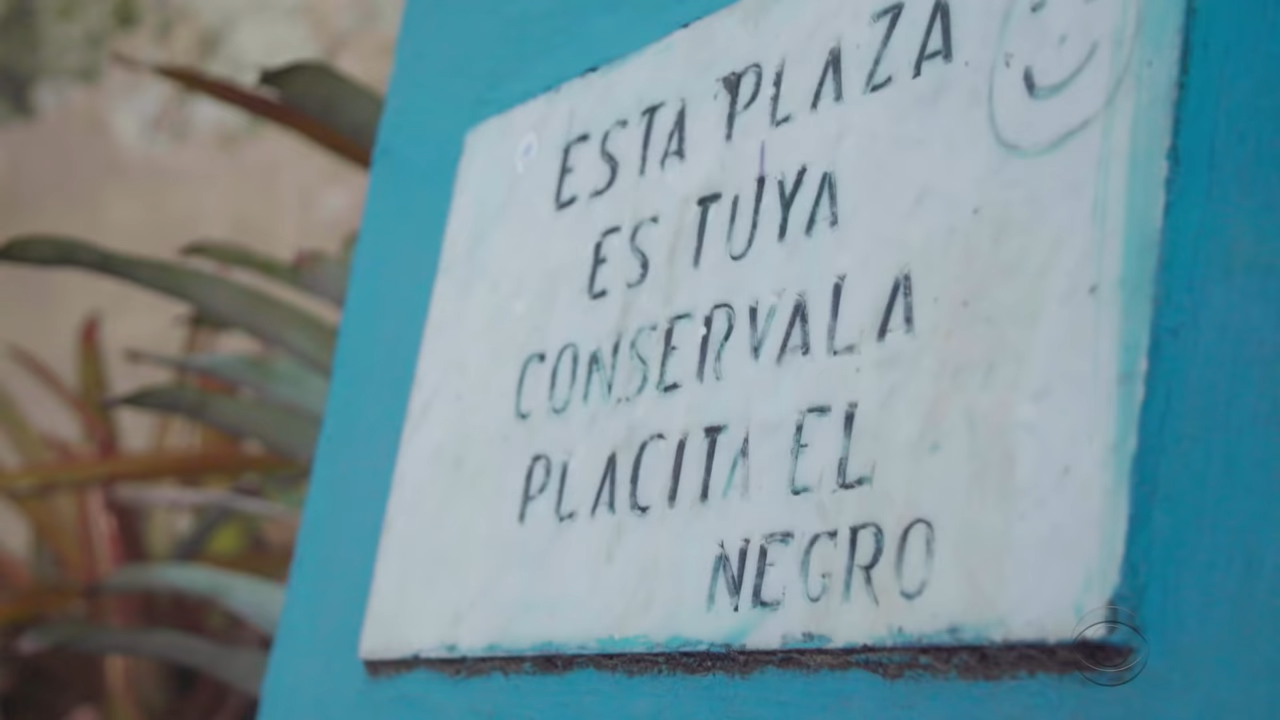 ESTA PLAZA
ES TUYA
CONSERVALA
PLACITA EL
NEGRO